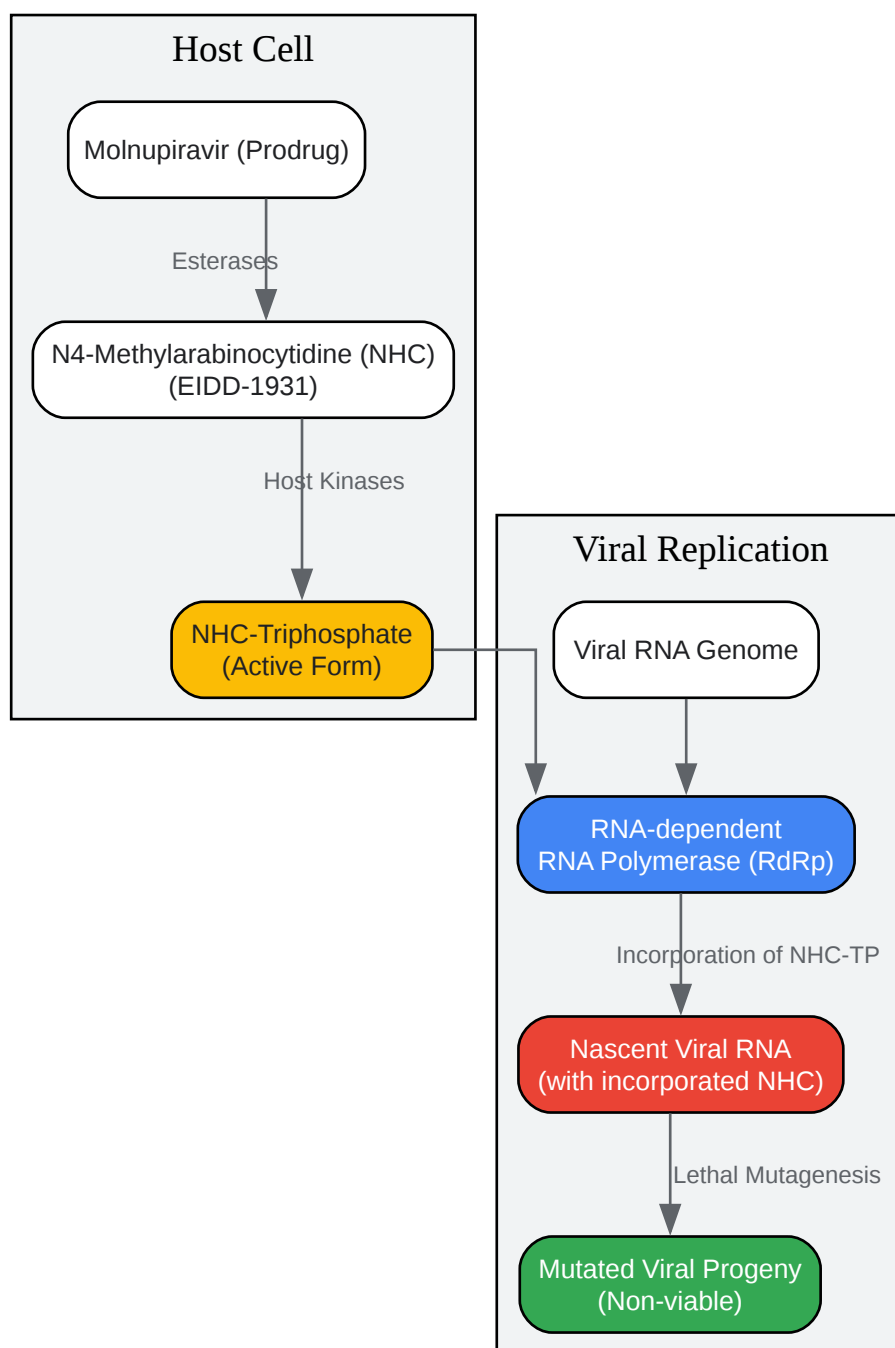 Host Cell
Molnupiravir (Prodrug)
Esterases
N4-Methylarabinocytidine (NHC)
(EIDD-1931)
Host Kinases
NHC-Triphosphate
(Active Form)
Viral Replication
Viral RNA Genome
RNA-dependent
RNA Polymerase (RdRp)
Incorporation of NHC-TP
Nascent Viral RNA
(with incorporated NHC)
Lethal Mutagenesis
Mutated Viral Progeny
(Non-viable)